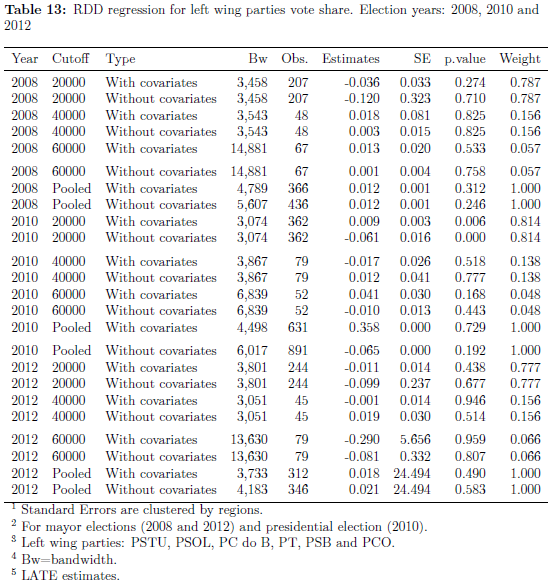 Table 13: RDD regression for left wing parties vote share. Election years: 2008, 2010 and
2012
Year Cutoff Type Bw Obs. Estimates SE p.value Weight
2008 20000 With covariates 3,458 207 -0.036 0.033 0.274 0.787
2008 20000 Without covariates 3,458 207 -0.120 0.323 0.710 0.787
2008 40000 With covariates 3,543 48 0.018 0.081 0.825 0.156
2008 40000 Without covariates 3,543 48 0.003 0.015 0.825 0.156
2008 60000 With covariates 14,881 67 0.013 0.020 0.533 0.057
2008 60000 Without covariates 14,881 67 0.001 0.004 0.758 0.057
2008 Pooled With covariates 4,789 366 0.012 0.001 0.312 1.000
2008 Pooled Without covariates 5,607 436 0.012 0.001 0.246 1.000
2010 20000 With covariates 3,074 362 0.009 0.003 0.006 0.814
2010 20000 Without covariates 3,074 362 -0.061 0.016 0.000 0.814
2010 40000 With covariates 3,867 79 -0.017 0.026 0.518 0.138
2010 40000 Without covariates 3,867 79 0.012 0.041 0.777 0.138
2010 60000 With covariates 6,839 52 0.041 0.030 0.168 0.048
2010 60000 Without covariates 6,839 52 -0.010 0.013 0.443 0.048
2010 Pooled With covariates 4,498 631 0.358 0.000 0.729 1.000
2010 Pooled Without covariates 6,017 891 -0.065 0.000 0.192 1.000
2012 20000 With covariates 3,801 244 -0.011 0.014 0.438 0.777
2012 20000 Without covariates 3,801 244 -0.099 0.237 0.677 0.777
2012 40000 With covariates 3,051 45 -0.001 0.014 0.946 0.156
2012 40000 Without covariates 3,051 45 0.019 0.030 0.514 0.156
2012 60000 With covariates 13,630 79 -0.290 5.656 0.959 0.066
2012 60000 Without covariates 13,630 79 -0.081 0.332 0.807 0.066
2012 Pooled With covariates 3,733 312 0.018 24.494 0.490 1.000
2012 Pooled Without covariates 4,183 346 0.021 24.494 0.583 1.000
1 Standard Errors are clustered by regions.
2 For mayor elections (2008 and 2012) and presidential election (2010).
3 Left wing parties: PSTU, PSOL, PC do B, PT, PSB and PCO.
4 Bw=bandwidth.
5 LATE estimates.